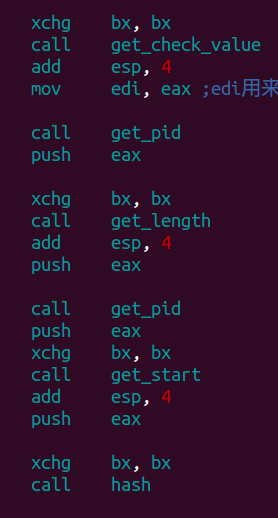 xchg bx, bx
call get_check_value
add esp, 4
mov edi, eax ;edi用来
call get_pid
push eax
xchg bx, bx
call get_length
add esp, 4
push eax
call get_pid
push eax
xchg bx, bx
call get_start
add esp, 4
push eax
xchg bx, bx
call hash